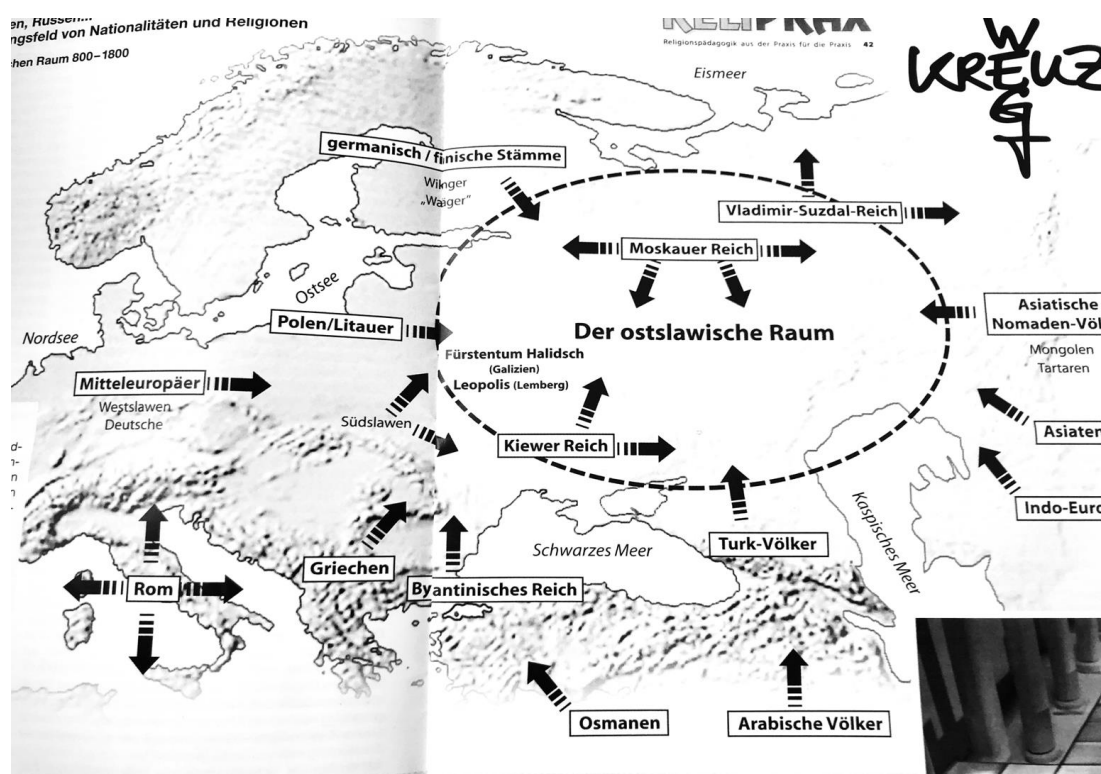 en, Russen...
ngsfeld von Nationalitäten und Religionen
chen Raum 800–1800
RELIPRAX
Religionspädagogik aus der Praxis für die Praxis 42
KREUZ
WEG
Eismeer
germanisch / finische Stämme
Wikinger
Vladimir-Suzdal-Reich
Moskauer Reich
Ostsee
Nordsee
Polen/Litauer
Der ostslawische Raum
Asiatische
Nomaden-Völ
Mongolen
Tartaren
Fürstentum Halidsch
(Galizien)
Leopolis (Lemberg)
Mitteleuropäer
Westslawen
Deutsche
Südslawen
Kiewer Reich
Asiaten
Indo-Euro
Kaspisches Meer
Schwarzes Meer
Turk-Völker
Griechen
Byzantinisches Reich
Rom
Osmanen
Arabische Völker